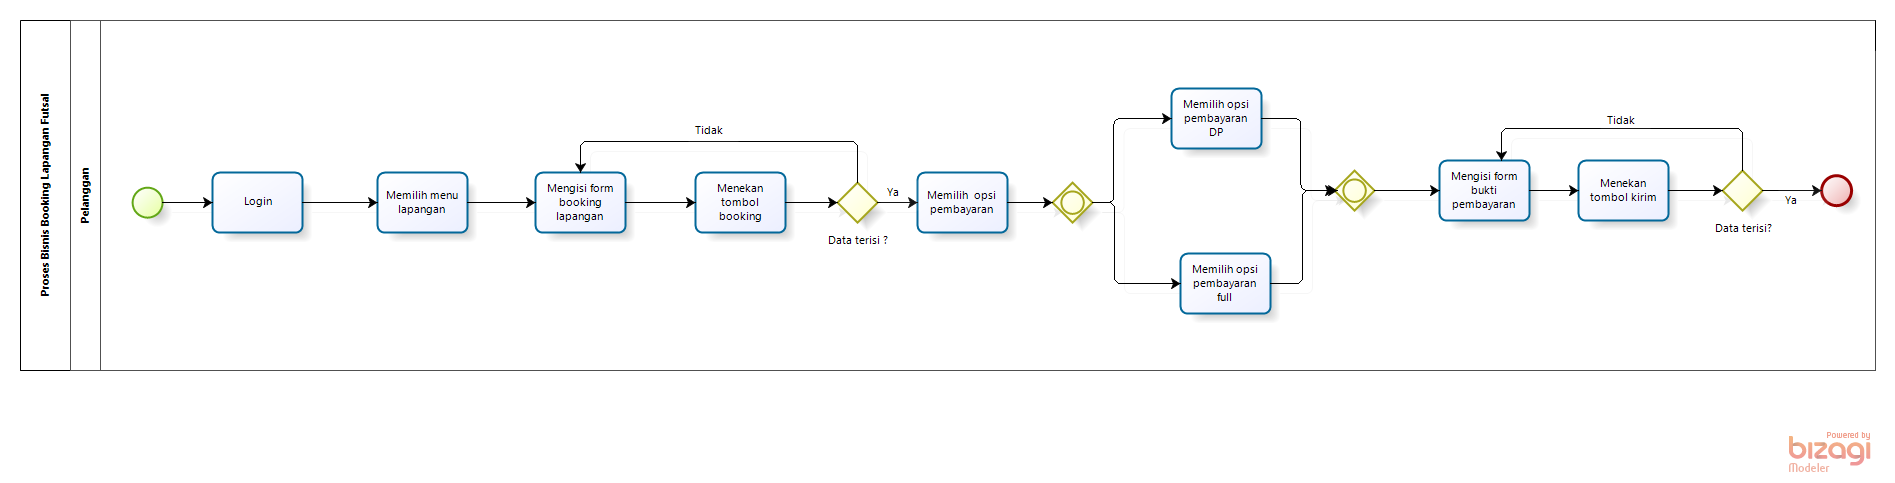 Proses Bisnis Booking Lapangan Futsal
Pelanggan
Login
Memilih menu
lapangan
Mengisi form
booking
lapangan
Tidak
Menekan
tombol
booking
Data terisi ?
Ya
Memilih opsi
pembayaran
Memilih opsi
pembayaran
DP
Memilih opsi
pembayaran
full
Mengisi form
bukti
pembayaran
Tidak
Menekan
tombol kirim
Data terisi?
Ya
Powered by
bizagi
Modeler